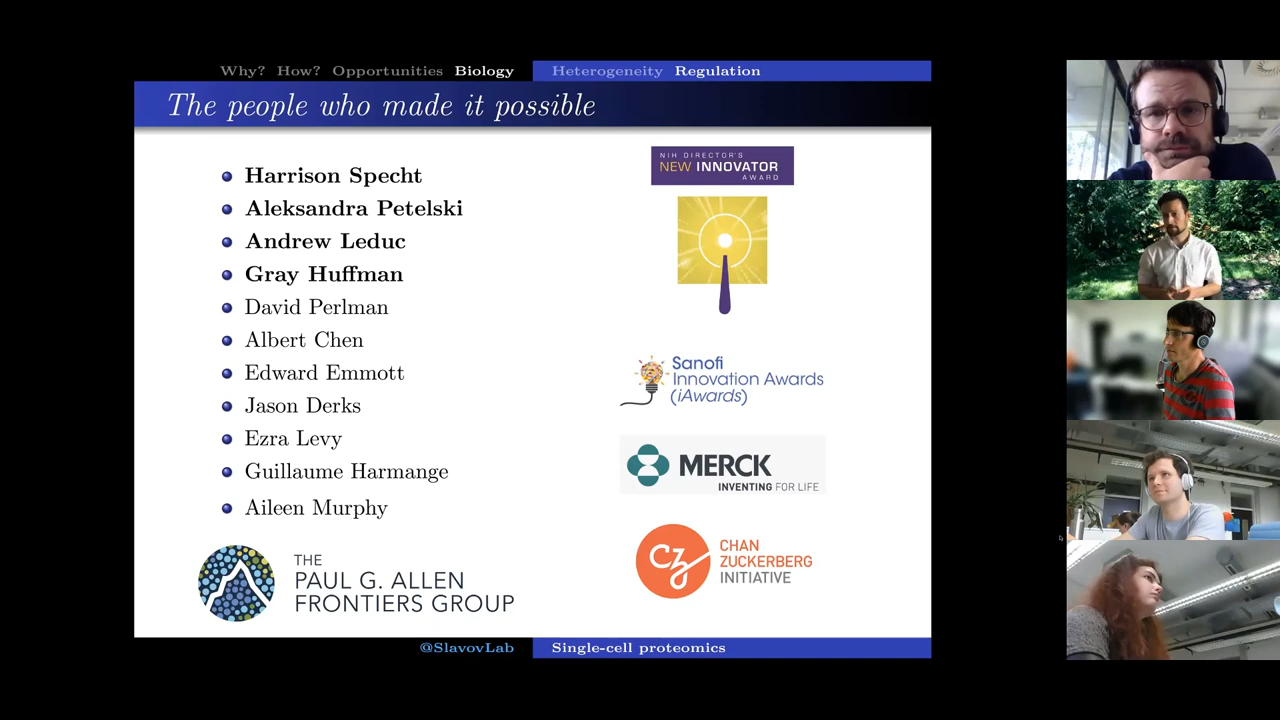 Why? How? Opportunities Biology Heterogeneity Regulation
The people who made it possible
Harrison Specht
Aleksandra Petelski
Andrew Leduc
Gray Huffman
David Perlman
Albert Chen
Edward Emmott
Jason Derks
Ezra Levy
Guillaume Harmange
Aileen Murphy
THE
PAUL G. ALLEN
FRONTIERS GROUP
NIH DIRECTOR'S
NEW INNOVATOR
AWARD
Sanofi
Innovation Awards
(iAwards)
MERCK
INVENTING FOR LIFE
cz
CHAN
ZUCKERBERG
INITIATIVE
@SlavovLab Single-cell proteomics